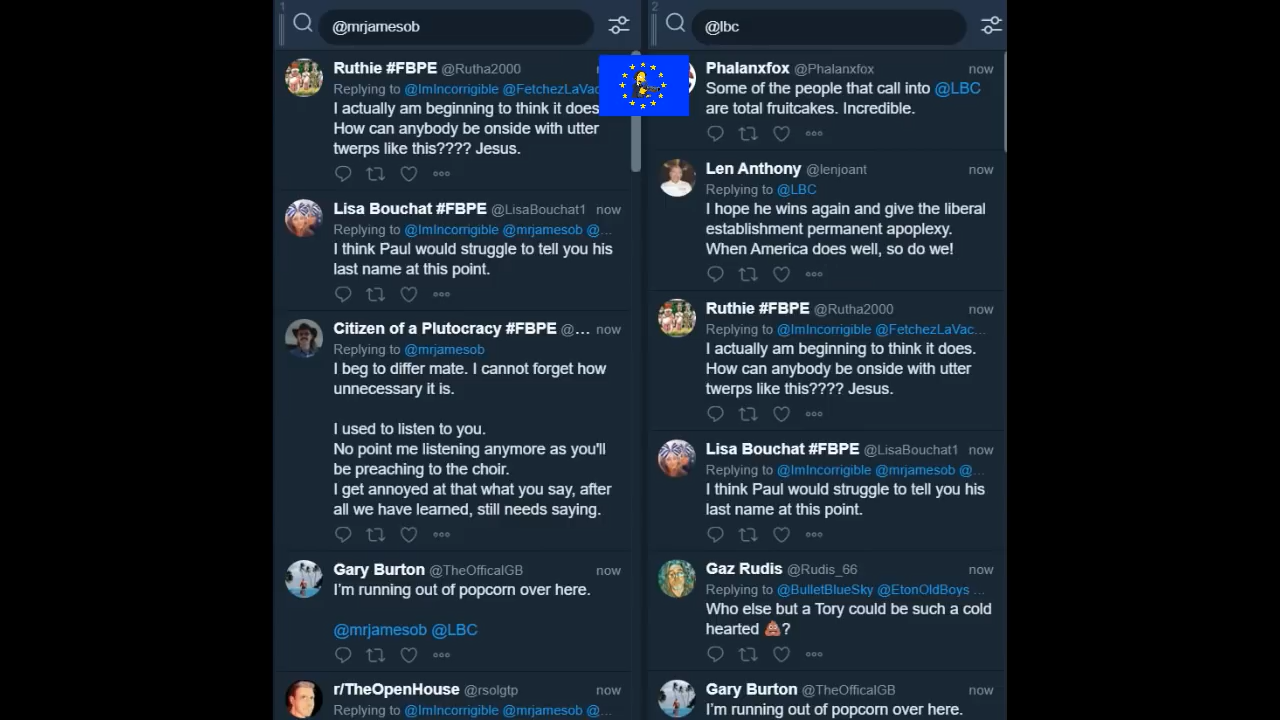 1
@mrjamesob
Ruthie #FBPE @Rutha2000
Replying to @ImIncorrigible @FetchezLaVac
I actually am beginning to think it does
How can anybody be onside with utter
twerps like this???? Jesus.
Lisa Bouchat #FBPE @LisaBouchat1 now
Replying to @ImIncorrigible @mrjamesob @...
I think Paul would struggle to tell you his
last name at this point.
Citizen of a Plutocracy #FBPE @... now
Replying to @mrjamesob
I beg to differ mate. I cannot forget how
unnecessary it is.
I used to listen to you.
No point me listening anymore as you'll
be preaching to the choir.
I get annoyed at that what you say, after
all we have learned, still needs saying.
Gary Burton @TheOfficalGB now
I'm running out of popcorn over here.
@mrjamesob @LBC
r/TheOpenHouse @rsolgtp now
Replying to @ImIncorrigible @mrjamesob @...
2
@lbc
Phalanxfox @Phalanxfox now
Some of the people that call into @LBC
are total fruitcakes. Incredible.
Len Anthony @lenjoant now
Replying to @LBC
I hope he wins again and give the liberal
establishment permanent apoplexy.
When America does well, so do we!
Ruthie #FBPE @Rutha2000 now
Replying to @ImIncorrigible @FetchezLaVac...
I actually am beginning to think it does.
How can anybody be onside with utter
twerps like this???? Jesus.
Lisa Bouchat #FBPE @LisaBouchat1 now
Replying to @ImIncorrigible @mrjamesob @...
I think Paul would struggle to tell you his
last name at this point.
Gaz Rudis @Rudis_66 now
Replying to @BulletBlueSky @EtonOldBoys ...
Who else but a Tory could be such a cold
hearted 💩?
Gary Burton @TheOfficalGB now
I'm running out of popcorn over here.